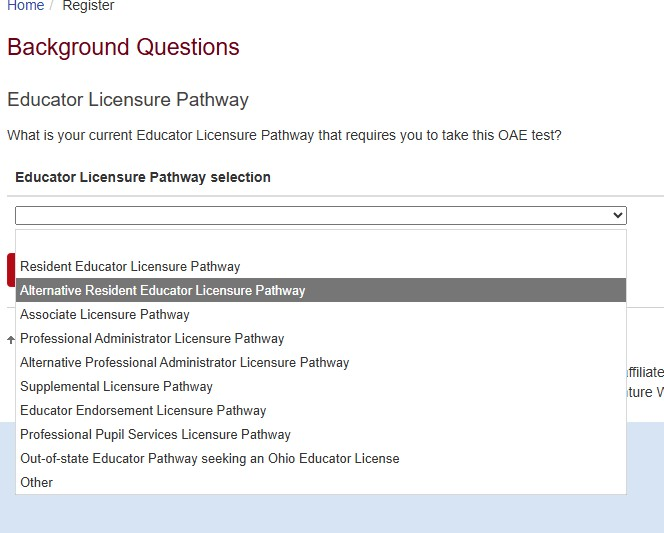 Home / Register
Background Questions
Educator Licensure Pathway
What is your current Educator Licensure Pathway that requires you to take this OAE test?
Educator Licensure Pathway selection
Resident Educator Licensure Pathway
Alternative Resident Educator Licensure Pathway
Associate Licensure Pathway
Professional Administrator Licensure Pathway
Alternative Professional Administrator Licensure Pathway
Supplemental Licensure Pathway
Educator Endorsement Licensure Pathway
Professional Pupil Services Licensure Pathway
Out-of-state Educator Pathway seeking an Ohio Educator License
Other